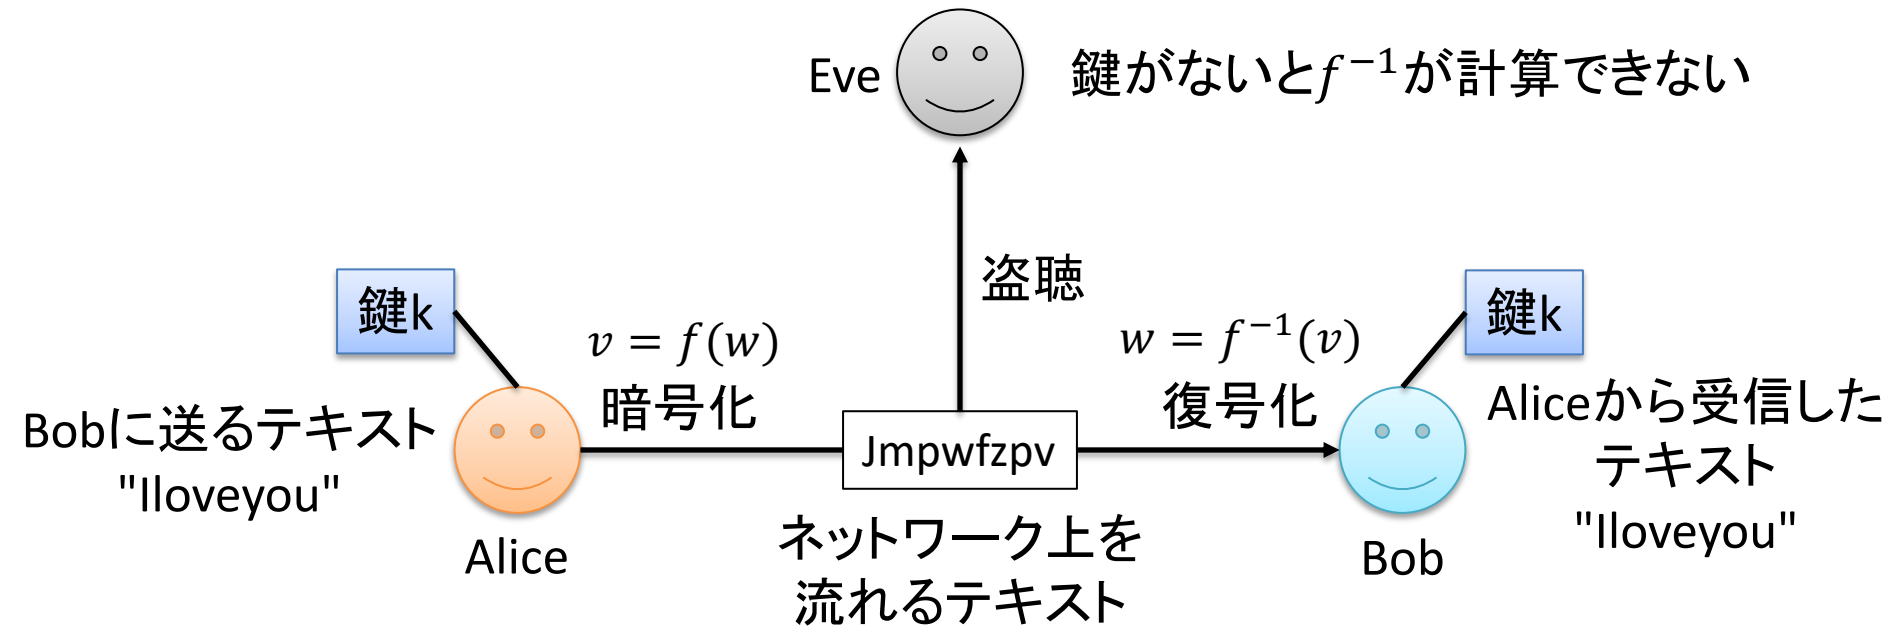 Eve
鍵がないとf⁻¹が計算できない
盗聴
鍵k
鍵k
v = f(w)
暗号化
w = f⁻¹(v)
復号化
Bobに送るテキスト
"Iloveyou"
Jmpwfzpv
Aliceから受信した
テキスト
"Iloveyou"
Alice
ネットワーク上を
流れるテキスト
Bob